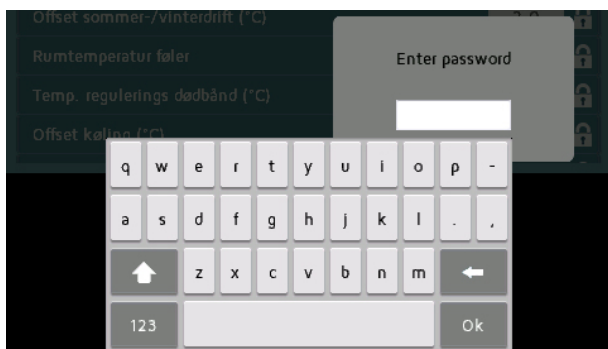 Offset sommer-/vinterdrift (°C)
Rumtemperatur føler
Enter password
Temp. regulerings dødbånd (°C)
Offset køling (°C)
q w e r t y u i o p -
a s d f g h j k l . ,
z x c v b n m
123 Ok